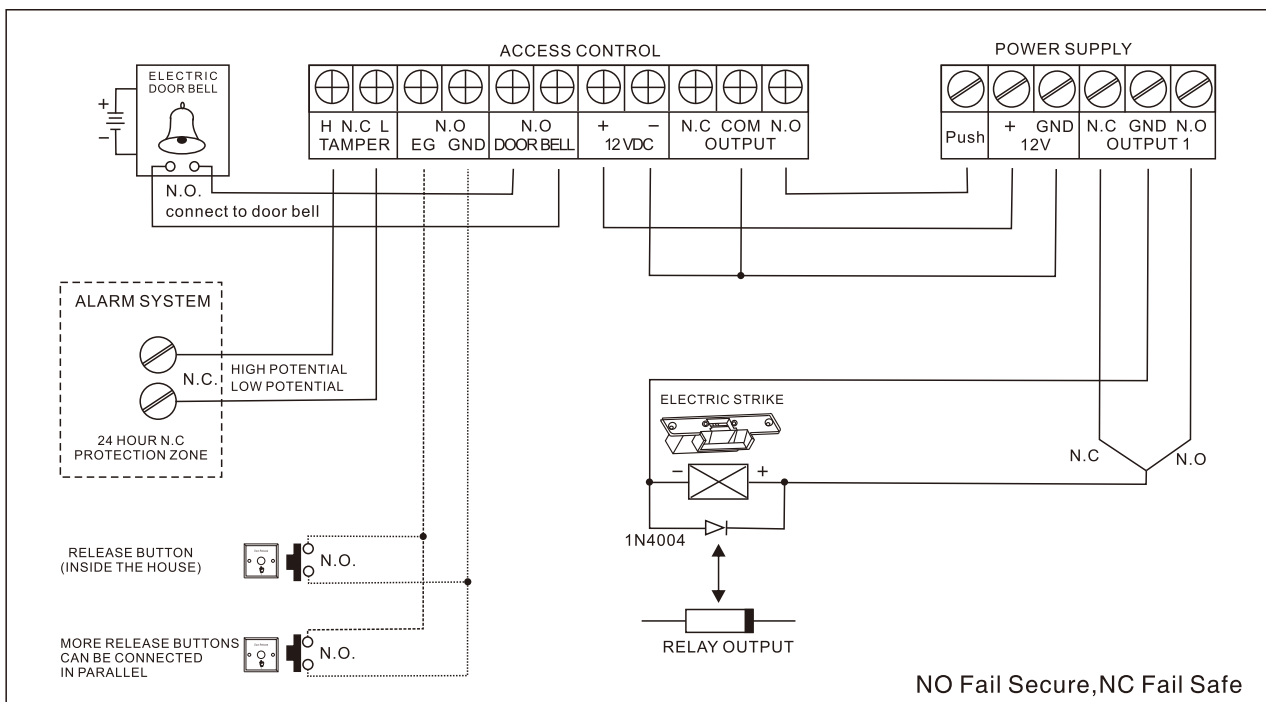 ACCESS CONTROL
POWER SUPPLY
ELECTRIC
DOOR BELL
+
−
N.O.
connect to door bell
H N.C L
TAMPER
N.O
EG GND
N.O
DOOR BELL
+ −
12 VDC
N.C COM N.O
OUTPUT
Push
+ GND
12V
N.C GND N.O
OUTPUT 1
ALARM SYSTEM
N.C.
HIGH POTENTIAL
LOW POTENTIAL
24 HOUR N.C
PROTECTION ZONE
ELECTRIC STRIKE
− +
1N4004
RELAY OUTPUT
N.C
N.O
RELEASE BUTTON
(INSIDE THE HOUSE)
N.O.
MORE RELEASE BUTTONS
CAN BE CONNECTED
IN PARALLEL
N.O.
NO Fail Secure,NC Fail Safe